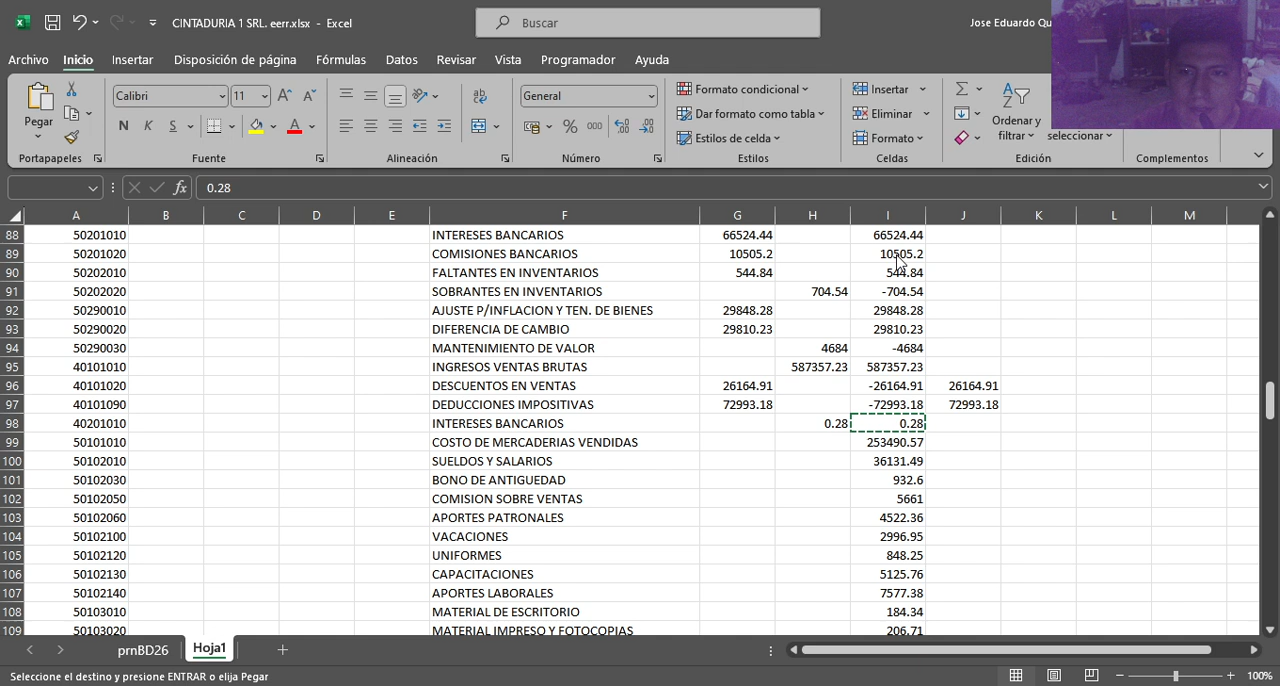 CINTADURIA 1 SRL. eerr.xlsx - Excel
Buscar
Jose Eduardo Qu
Archivo Inicio Insertar Disposición de página Fórmulas Datos Revisar Vista Programador Ayuda
Pegar
Calibri 11
N K S
General
Formato condicional
Dar formato como tabla
Estilos de celda
Insertar
Eliminar
Formato
Ordenar y
filtrar
seleccionar
Portapapeles Fuente Alineación Número Estilos Celdas Edición Complementos
0.28
A B C D E F G H I J K L M
88 50201010 INTERESES BANCARIOS 66524.44 66524.44
89 50201020 COMISIONES BANCARIOS 10505.2 10505.2
90 50202010 FALTANTES EN INVENTARIOS 544.84 544.84
91 50202020 SOBRANTES EN INVENTARIOS 704.54 -704.54
92 50290010 AJUSTE P/INFLACION Y TEN. DE BIENES 29848.28 29848.28
93 50290020 DIFERENCIA DE CAMBIO 29810.23 29810.23
94 50290030 MANTENIMIENTO DE VALOR 4684 -4684
95 40101010 INGRESOS VENTAS BRUTAS 587357.23 587357.23
96 40101020 DESCUENTOS EN VENTAS 26164.91 -26164.91 26164.91
97 40101090 DEDUCCIONES IMPOSITIVAS 72993.18 -72993.18 72993.18
98 40201010 INTERESES BANCARIOS 0.28 0.28
99 50101010 COSTO DE MERCADERIAS VENDIDAS 253490.57
100 50102010 SUELDOS Y SALARIOS 36131.49
101 50102030 BONO DE ANTIGUEDAD 932.6
102 50102050 COMISION SOBRE VENTAS 5661
103 50102060 APORTES PATRONALES 4522.36
104 50102100 VACACIONES 2996.95
105 50102120 UNIFORMES 848.25
106 50102130 CAPACITACIONES 5125.76
107 50102140 APORTES LABORALES 7577.38
108 50103010 MATERIAL DE ESCRITORIO 184.34
109 50103020 MATERIAL IMPRESO Y FOTOCOPIAS 206.71
prnBD26 Hoja1
Seleccione el destino y presione ENTRAR o elija Pegar
100%